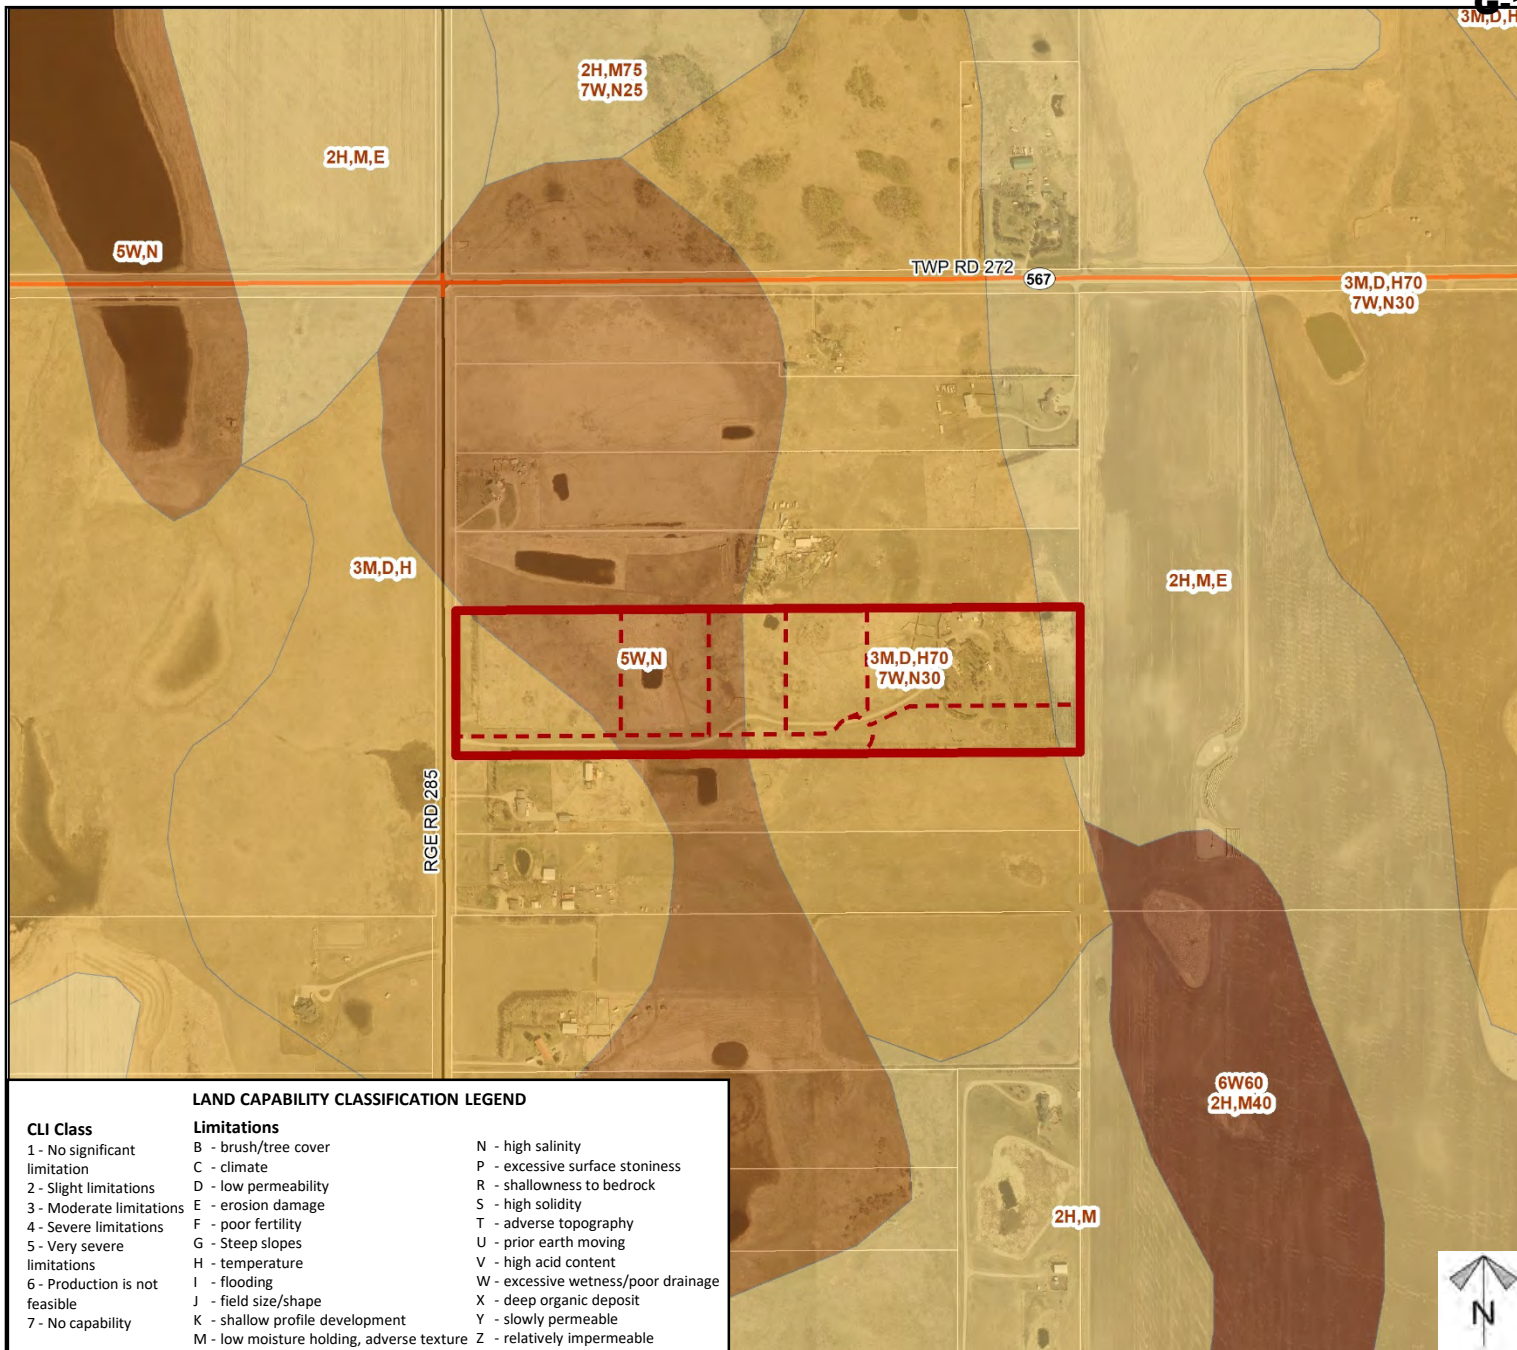 3M,D,H
2H,M75
7W,N25
2H,M,E
5W,N
TWP RD 272
567
3M,D,H70
7W,N30
3M,D,H
2H,M,E
5W,N
3M,D,H70
7W,N30
RGE RD 285
6W60
2H,M40
2H,M
LAND CAPABILITY CLASSIFICATION LEGEND
CLI Class
1 - No significant
limitation
2 - Slight limitations
3 - Moderate limitations
4 - Severe limitations
5 - Very severe
limitations
6 - Production is not
feasible
7 - No capability
Limitations
B - brush/tree cover
C - climate
D - low permeability
E - erosion damage
F - poor fertility
G - Steep slopes
H - temperature
I - flooding
J - field size/shape
K - shallow profile development
M - low moisture holding, adverse texture
N - high salinity
P - excessive surface stoniness
R - shallowness to bedrock
S - high solidity
T - adverse topography
U - prior earth moving
V - high acid content
W - excessive wetness/poor drainage
X - deep organic deposit
Y - slowly permeable
Z - relatively impermeable
N